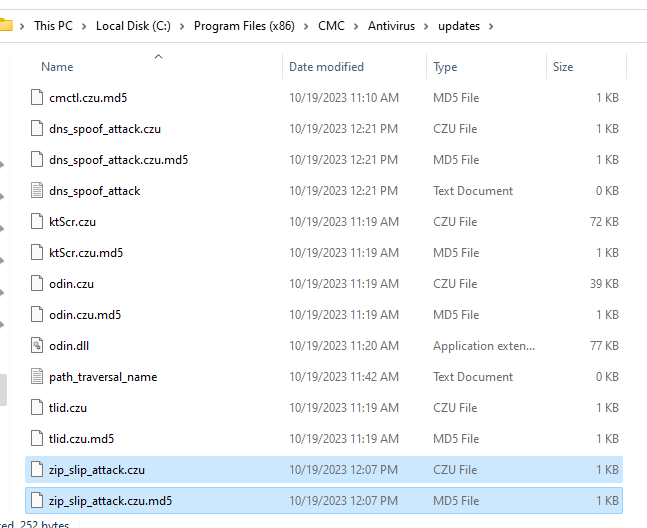 This PC > Local Disk (C:) > Program Files (x86) > CMC > Antivirus > updates >
Name Date modified Type Size
cmctl.czu.md5 10/19/2023 11:10 AM MD5 File 1 KB
dns_spoof_attack.czu 10/19/2023 12:21 PM CZU File 1 KB
dns_spoof_attack.czu.md5 10/19/2023 12:21 PM MD5 File 1 KB
dns_spoof_attack 10/19/2023 12:21 PM Text Document 0 KB
ktScr.czu 10/19/2023 11:19 AM CZU File 72 KB
ktScr.czu.md5 10/19/2023 11:19 AM MD5 File 1 KB
odin.czu 10/19/2023 11:19 AM CZU File 39 KB
odin.czu.md5 10/19/2023 11:19 AM MD5 File 1 KB
odin.dll 10/19/2023 11:20 AM Application exten... 77 KB
path_traversal_name 10/19/2023 11:42 AM Text Document 0 KB
tlid.czu 10/19/2023 11:19 AM CZU File 1 KB
tlid.czu.md5 10/19/2023 11:19 AM MD5 File 1 KB
zip_slip_attack.czu 10/19/2023 12:07 PM CZU File 1 KB
zip_slip_attack.czu.md5 10/19/2023 12:07 PM MD5 File 1 KB
252 bytes